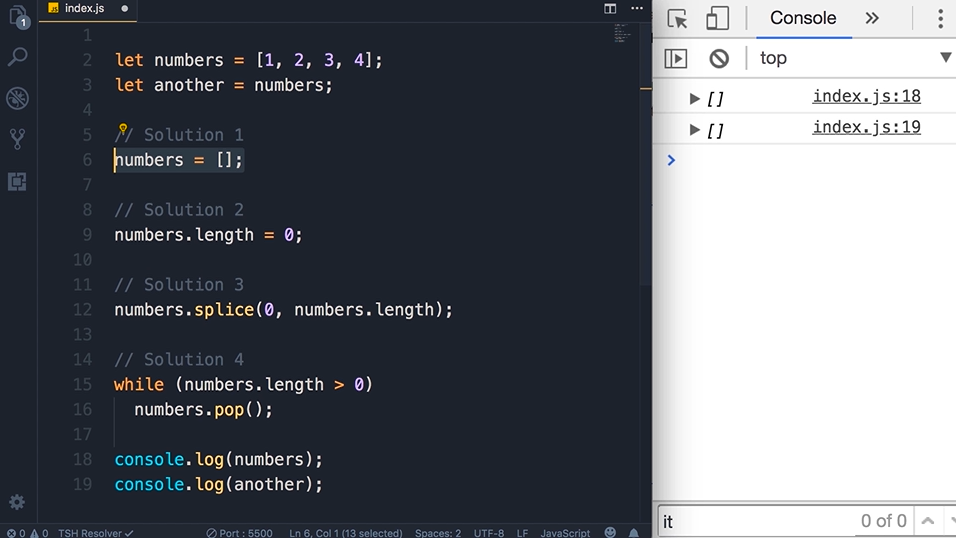 index.js
1
1
2 let numbers = [1, 2, 3, 4];
3 let another = numbers;
4
5 // Solution 1
6 numbers = [];
7
8 // Solution 2
9 numbers.length = 0;
10
11 // Solution 3
12 numbers.splice(0, numbers.length);
13
14 // Solution 4
15 while (numbers.length > 0)
16 numbers.pop();
17
18 console.log(numbers);
19 console.log(another);
0 0 TSH Resolver Port : 5500 Ln 6, Col 1 (13 selected) Spaces: 2 UTF-8 LF JavaScript
Console
top
[] index.js:18
[] index.js:19
it 0 of 0